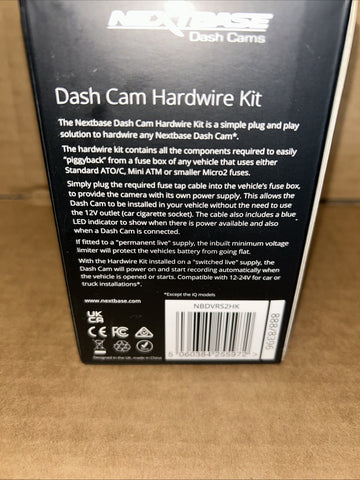 NEXTBASE
Dash Cams
Dash Cam Hardwire Kit
The Nextbase Dash Cam Hardwire Kit is a simple plug and play
solution to hardwire any Nextbase Dash Cam*.
The hardwire kit contains all the components required to easily
"piggyback" from a fuse box of any vehicle that uses either
Standard ATO/C, Mini ATM or smaller Micro2 fuses.
Simply plug the required fuse tap cable into the vehicle's fuse box,
to provide the camera with its own power supply. This allows the
Dash Cam to be installed in your vehicle without the need to use
the 12V outlet (car cigarette socket). The cable also includes a blue
LED indicator to show when there is power available and also
when a Dash Cam is connected.
If fitted to a "permanent live" supply, the inbuilt minimum voltage
limiter will protect the vehicles battery from going flat.
With the Hardwire Kit installed on a "switched live" supply, the
Dash Cam will power on and start recording automatically when
the vehicle is opened or starts. Compatible with 12-24V for car or
truck installations*.
*Except the iQ models
www.nextbase.com
NBDVRS2HK
UK
CA
CE FC
Designed in the UK, made in China
5 060384 255972 >
888/8396